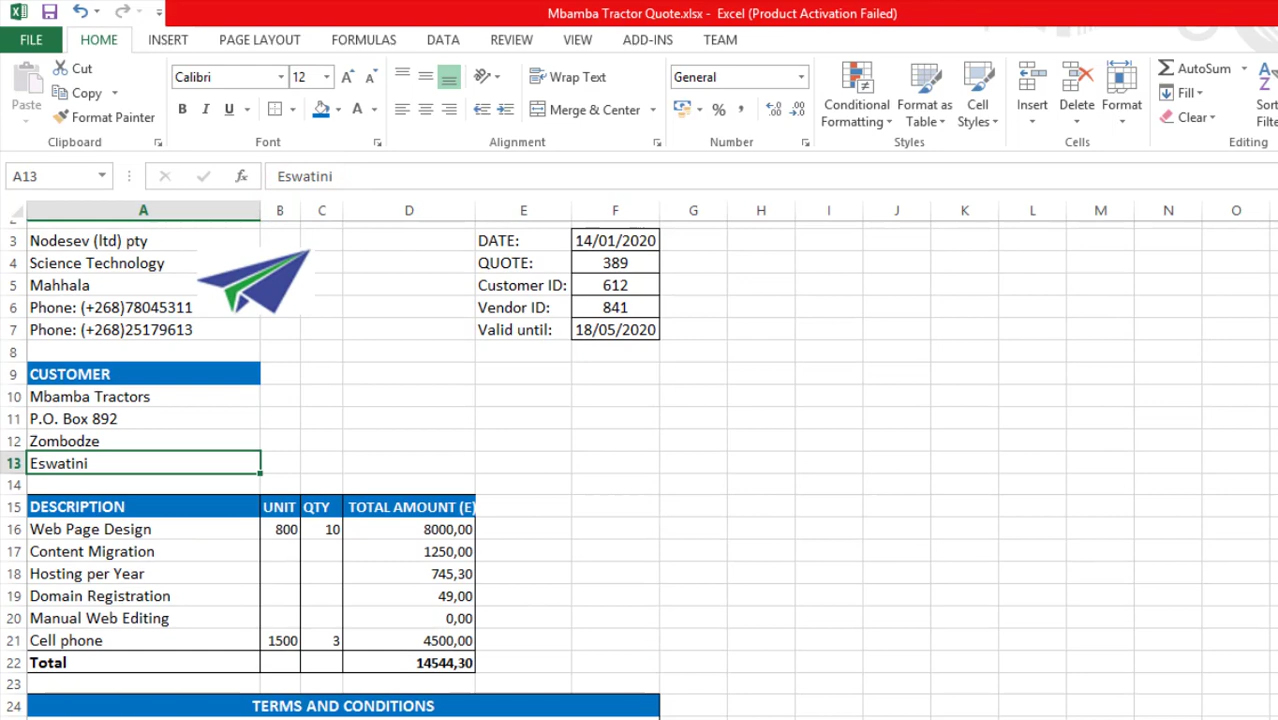 Mbamba Tractor Quote.xlsx - Excel (Product Activation Failed)
FILE HOME INSERT PAGE LAYOUT FORMULAS DATA REVIEW VIEW ADD-INS TEAM
Paste
Cut
Copy
Format Painter
Clipboard
Calibri 12
B I U A
Font
Wrap Text
Merge & Center
Alignment
General
%
Number
Conditional Formatting
Format as Table
Cell Styles
Styles
Insert Delete Format
Cells
AutoSum
Fill
Clear
Editing
A13 fx Eswatini
A B C D E F G H I J K L M N O
3 Nodesev (ltd) pty DATE: 14/01/2020
4 Science Technology QUOTE: 389
5 Mahhala Customer ID: 612
6 Phone: (+268)78045311 Vendor ID: 841
7 Phone: (+268)25179613 Valid until: 18/05/2020
8
9 CUSTOMER
10 Mbamba Tractors
11 P.O. Box 892
12 Zombodze
13 Eswatini
14
15 DESCRIPTION UNIT QTY TOTAL AMOUNT (E)
16 Web Page Design 800 10 8000,00
17 Content Migration 1250,00
18 Hosting per Year 745,30
19 Domain Registration 49,00
20 Manual Web Editing 0,00
21 Cell phone 1500 3 4500,00
22 Total 14544,30
23
24 TERMS AND CONDITIONS